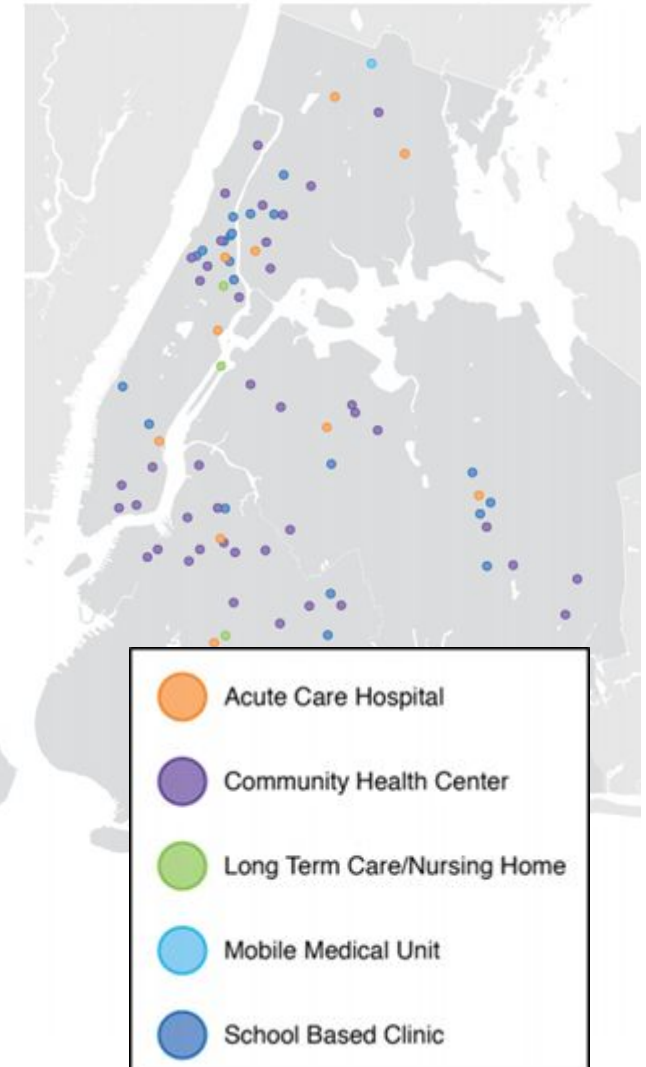 Acute Care Hospital
Community Health Center
Long Term Care/Nursing Home
Mobile Medical Unit
School Based Clinic